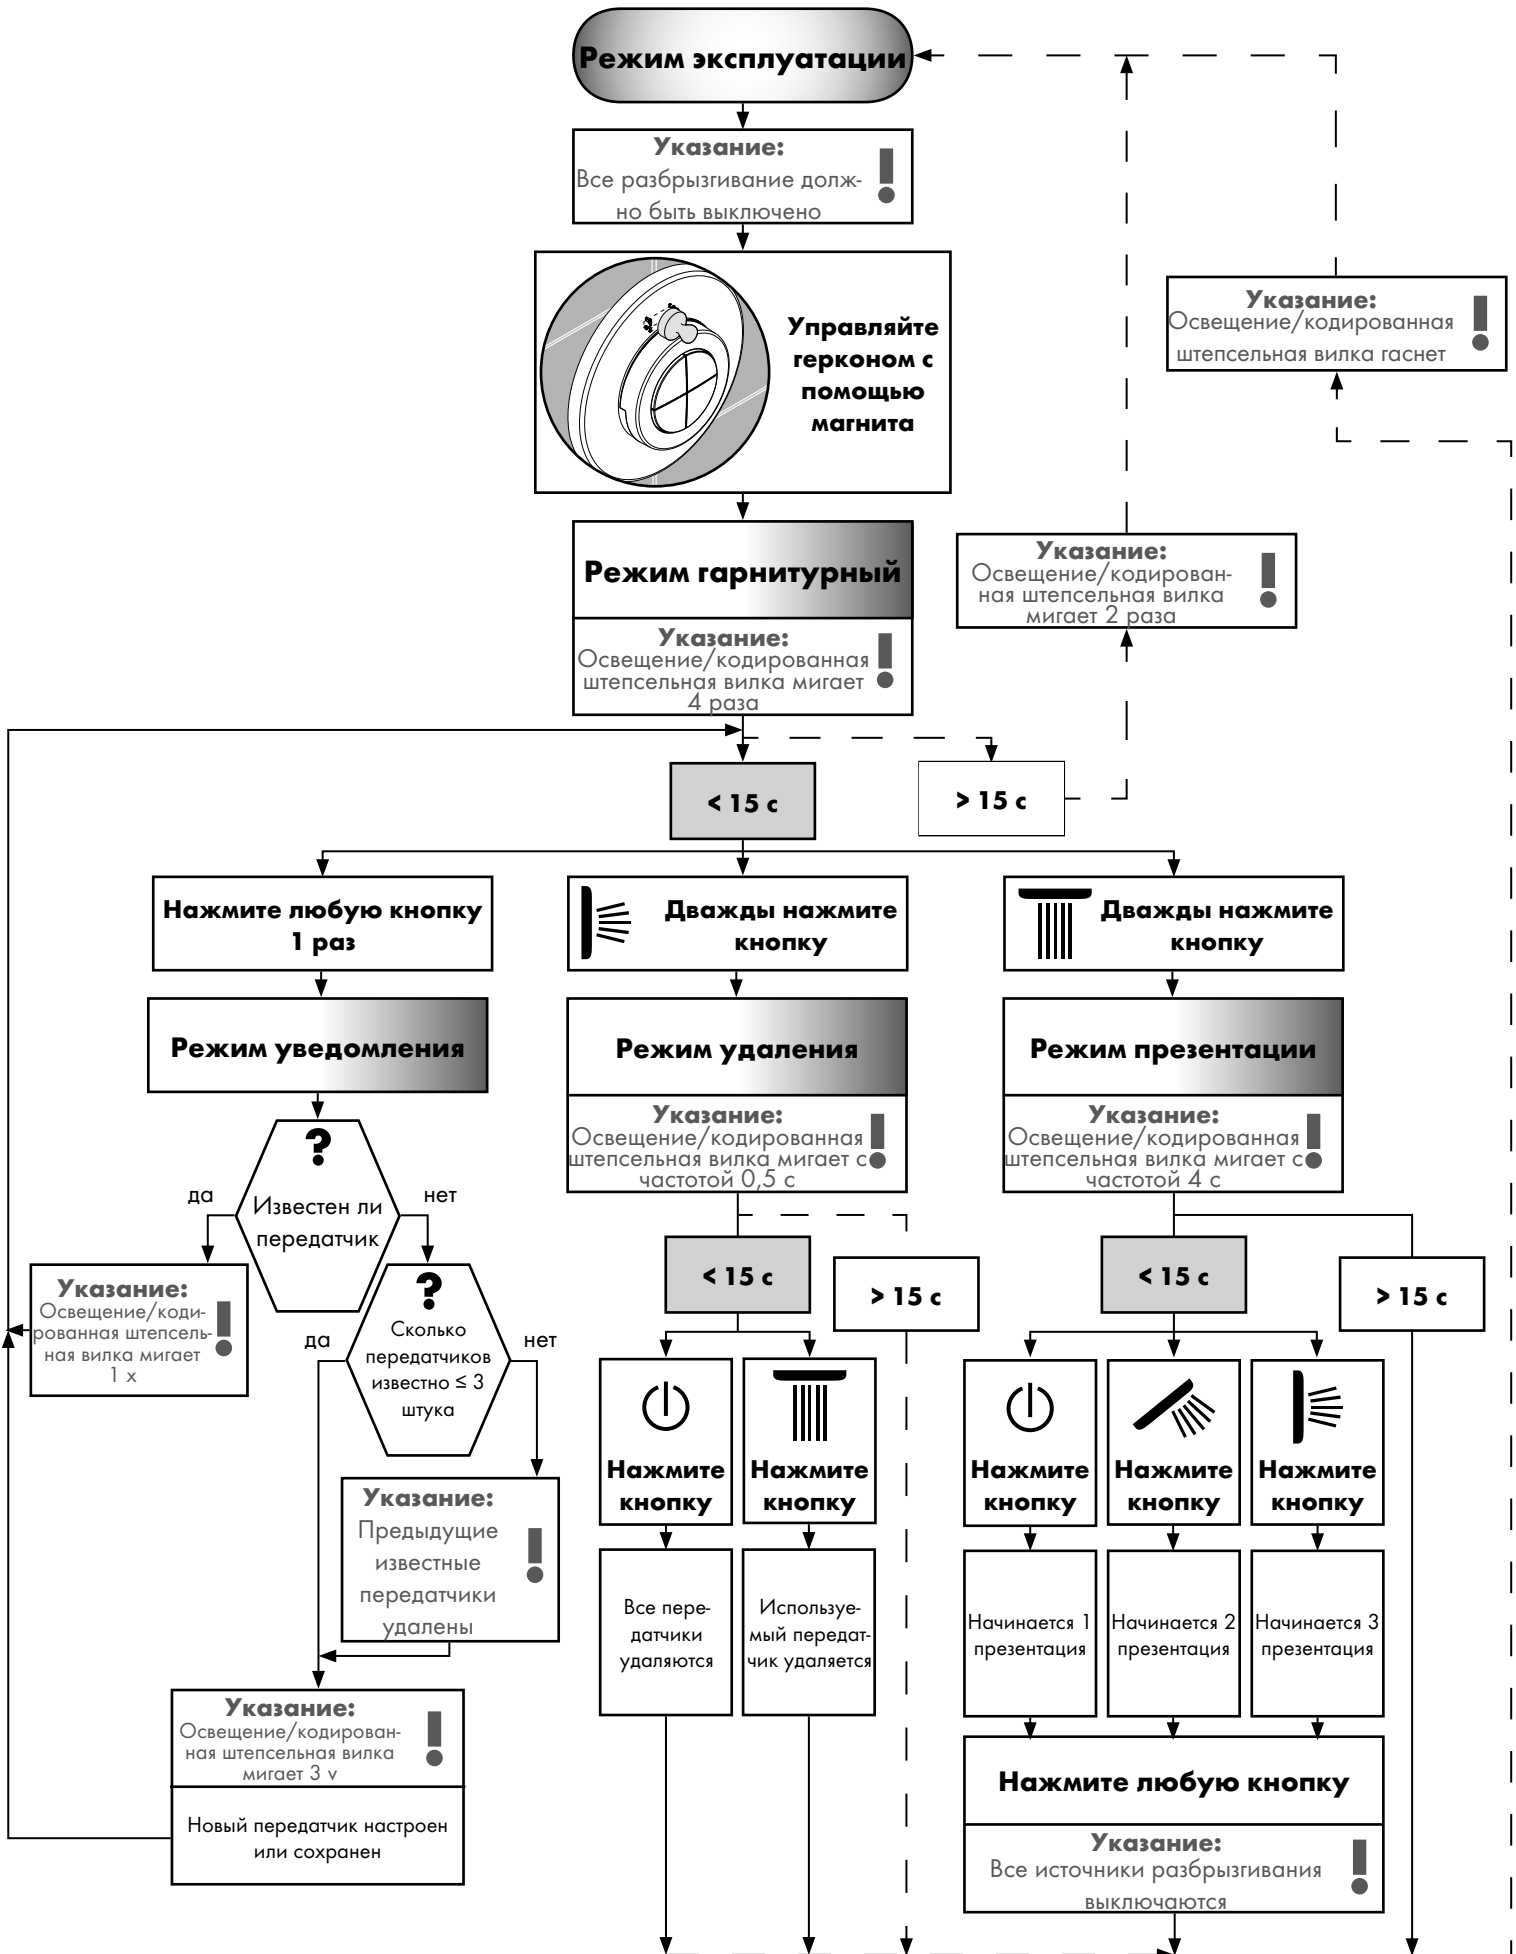 Режим эксплуатации
Указание:
Все разбрызгивание долж-
но быть выключено
Управляйте
герконом с
помощью
магнита
Указание:
Освещение/кодированная
штепсельная вилка гаснет
Режим гарнитурный
Указание:
Освещение/кодированная
штепсельная вилка мигает
4 раза
Указание:
Освещение/кодирован-
ная штепсельная вилка
мигает 2 раза
< 15 с
> 15 с
Нажмите любую кнопку
1 раз
Дважды нажмите
кнопку
Дважды нажмите
кнопку
Режим уведомления
Режим удаления
Указание:
Освещение/кодированная
штепсельная вилка мигает с
частотой 0,5 с
Режим презентации
Указание:
Освещение/кодированная
штепсельная вилка мигает с
частотой 4 с
?
да
нет
Известен ли
передатчик
Указание:
Освещение/коди-
рованная штепсель-
ная вилка мигает
1 x
?
да
нет
Сколько
передатчиков
известно ≤ 3
штука
Указание:
Предыдущие
известные
передатчики
удалены
Указание:
Освещение/кодирован-
ная штепсельная вилка
мигает 3 v
Новый передатчик настроен
или сохранен
< 15 с
> 15 с
Нажмите
кнопку
Нажмите
кнопку
Все пере-
датчики
удаляются
Используе-
мый передат-
чик удаляется
< 15 с
> 15 с
Нажмите
кнопку
Нажмите
кнопку
Нажмите
кнопку
Начинается 1
презентация
Начинается 2
презентация
Начинается 3
презентация
Нажмите любую кнопку
Указание:
Все источники разбрызгивания
выключаются